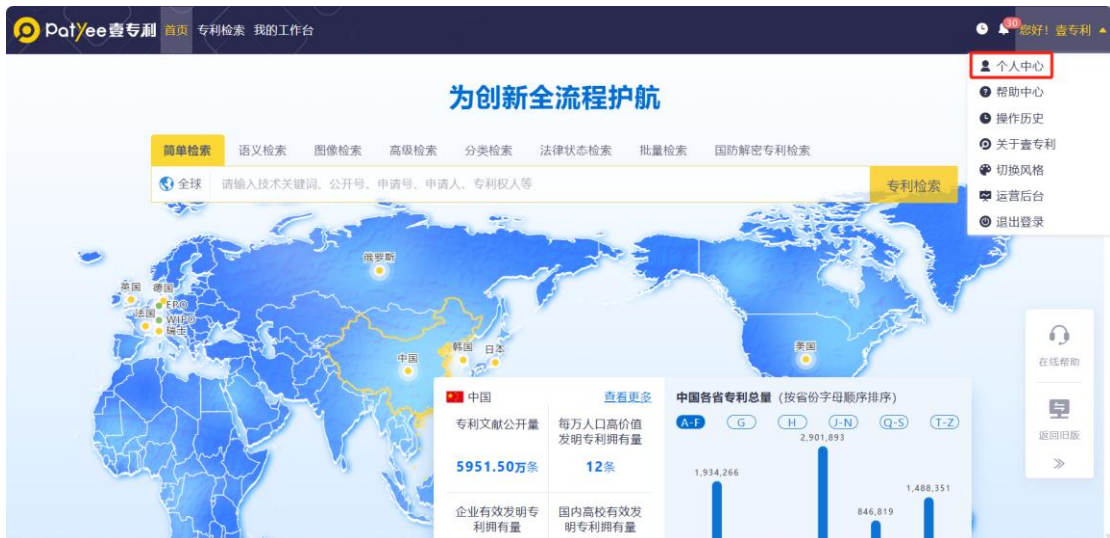 Patyee壹专利 首页 专利检索 我的工作台 30 您好！壹专利
个人中心
帮助中心
操作历史
关于壹专利
切换风格
运营后台
退出登录
为创新全流程护航
简单检索 语义检索 图像检索 高级检索 分类检索 法律状态检索 批量检索 国防解密专利检索
全球 请输入技术关键词、公开号、申请号、申请人、专利权人等 专利检索
俄罗斯
英国 德国
EPO
法国 WIPO
瑞士
中国 韩国 日本 美国
在线帮助
返回旧版
中国 查看更多
专利文献公开量
5951.50万条
每万人口高价值
发明专利拥有量
12条
企业有效发明专
利拥有量
国内高校有效发
明专利拥有量
中国各省专利总量（按省份字母顺序排序）
A-F G H J-N Q-S T-Z
2,901,893
1,934,266
1,488,351
846,819